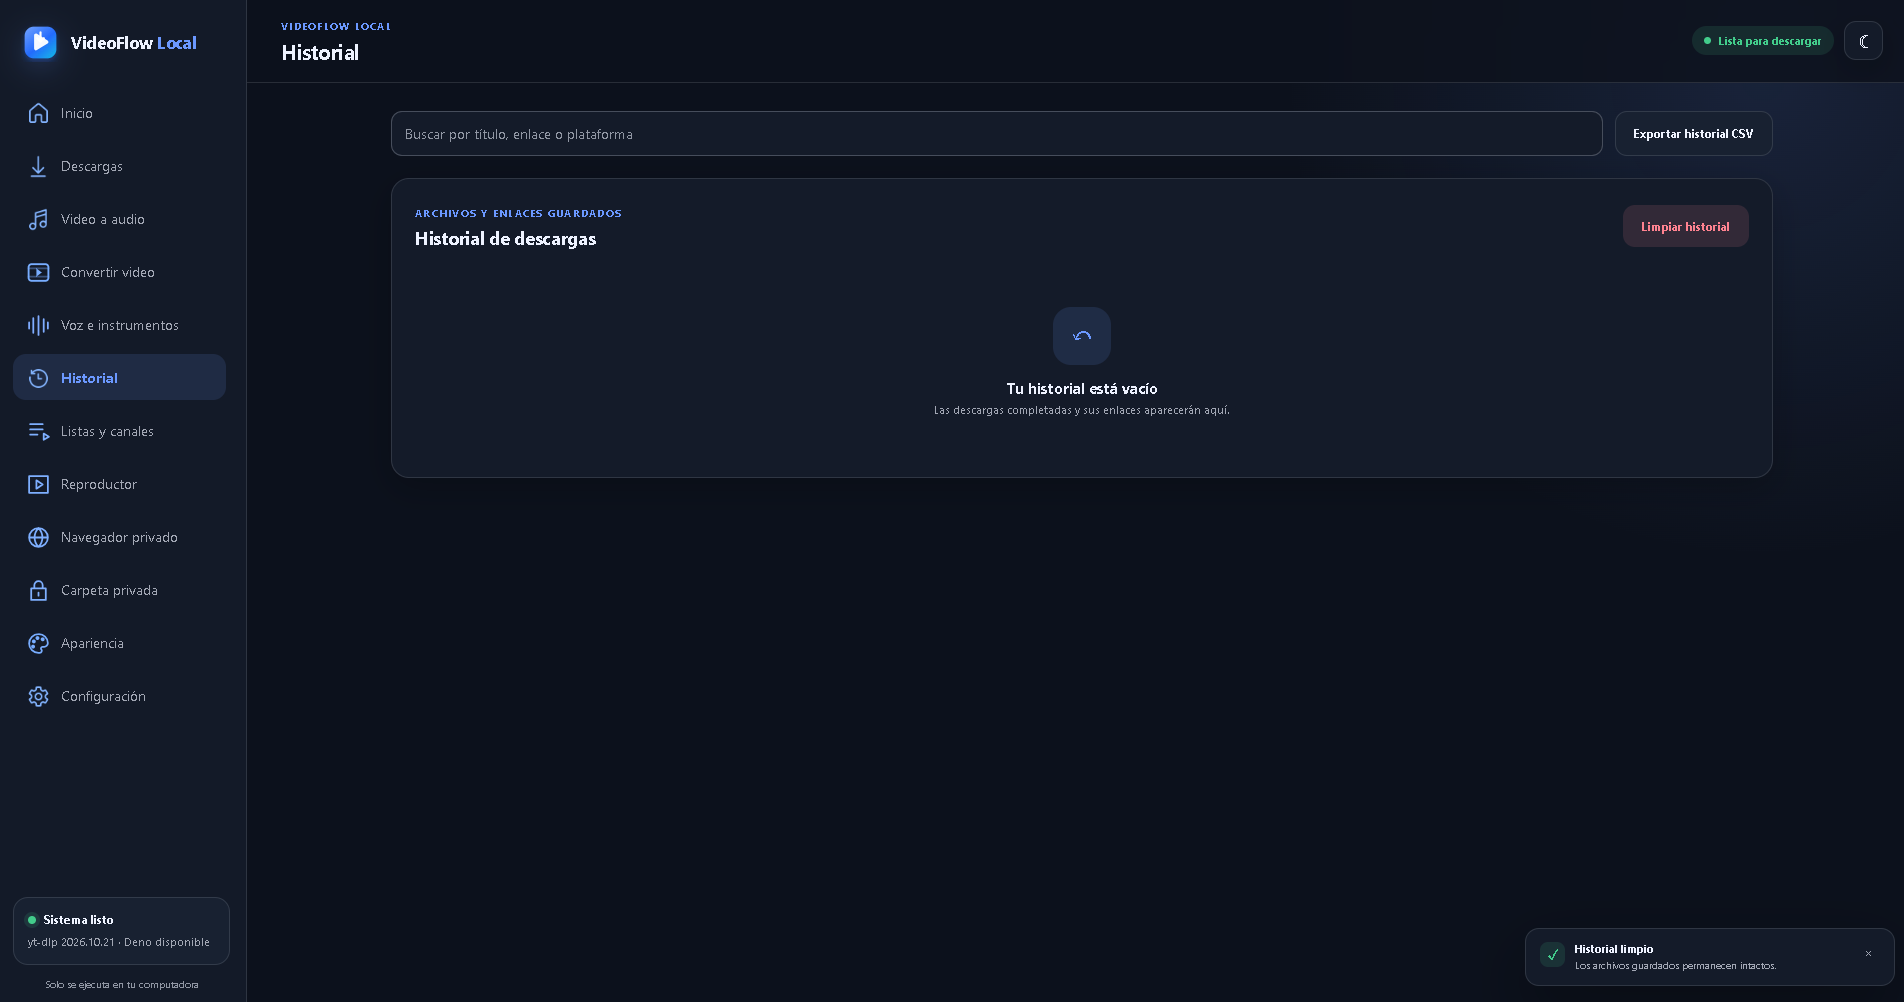 VideoFlow Local
Inicio
Descargas
Video a audio
Convertir video
Voz e instrumentos
Historial
Listas y canales
Reproductor
Navegador privado
Carpeta privada
Apariencia
Configuración
Sistema listo
yt-dlp 2026.10.21 · Deno disponible
Solo se ejecuta en tu computadora
VIDEOFLOW LOCAL
Historial
Lista para descargar
Buscar por título, enlace o plataforma
Exportar historial CSV
ARCHIVOS Y ENLACES GUARDADOS
Historial de descargas
Limpiar historial
Tu historial está vacío
Las descargas completadas y sus enlaces aparecerán aquí.
Historial limpio
Los archivos guardados permanecen intactos.